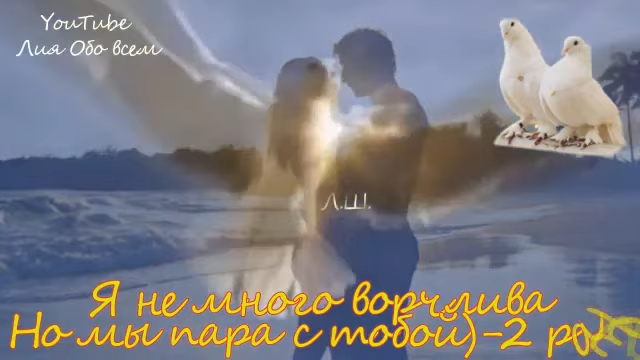 YouTube
Лия Обо всем
Л.Ш.
Я не много ворчлива
Но мы пара с тобой)-2 р